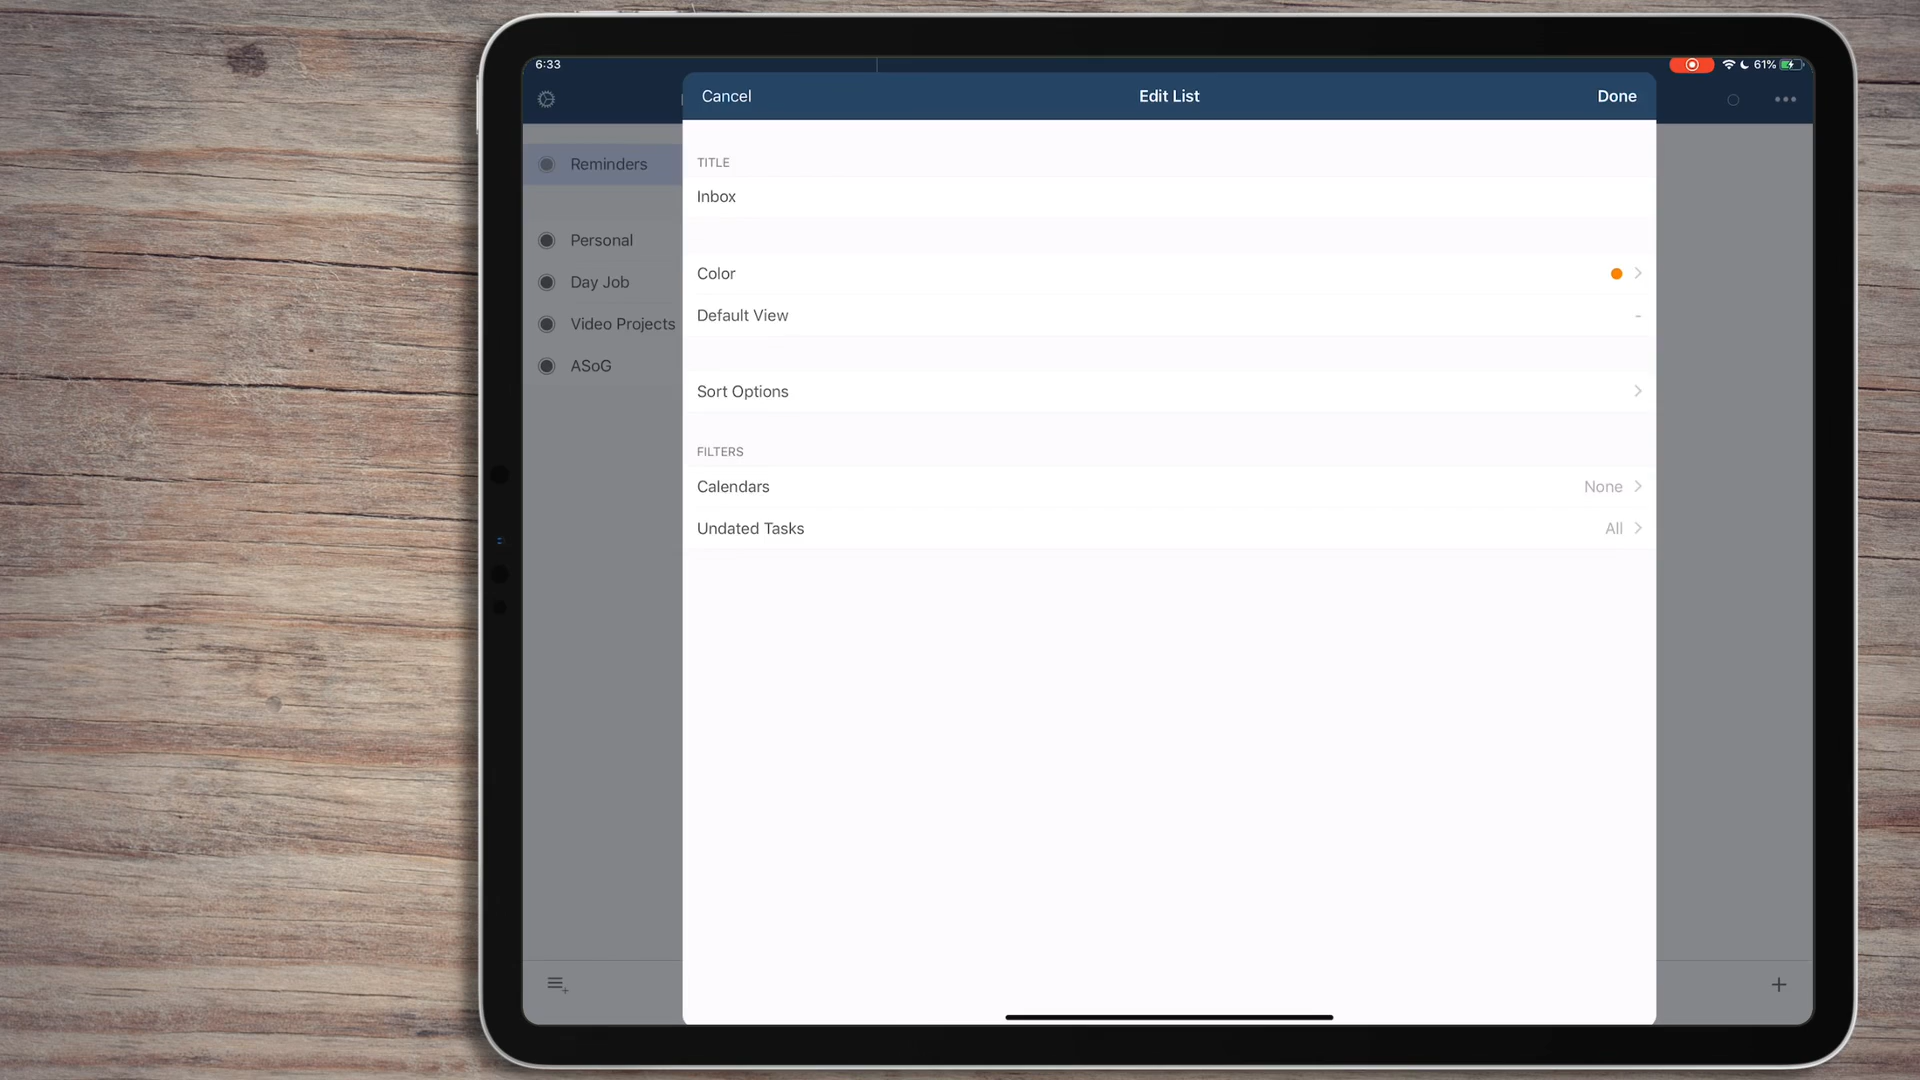 6:33
61%
Cancel
Edit List
Done
Reminders
Personal
Day Job
Video Projects
ASoG
TITLE
Inbox
Color
Default View
-
Sort Options
FILTERS
Calendars
None
Undated Tasks
All